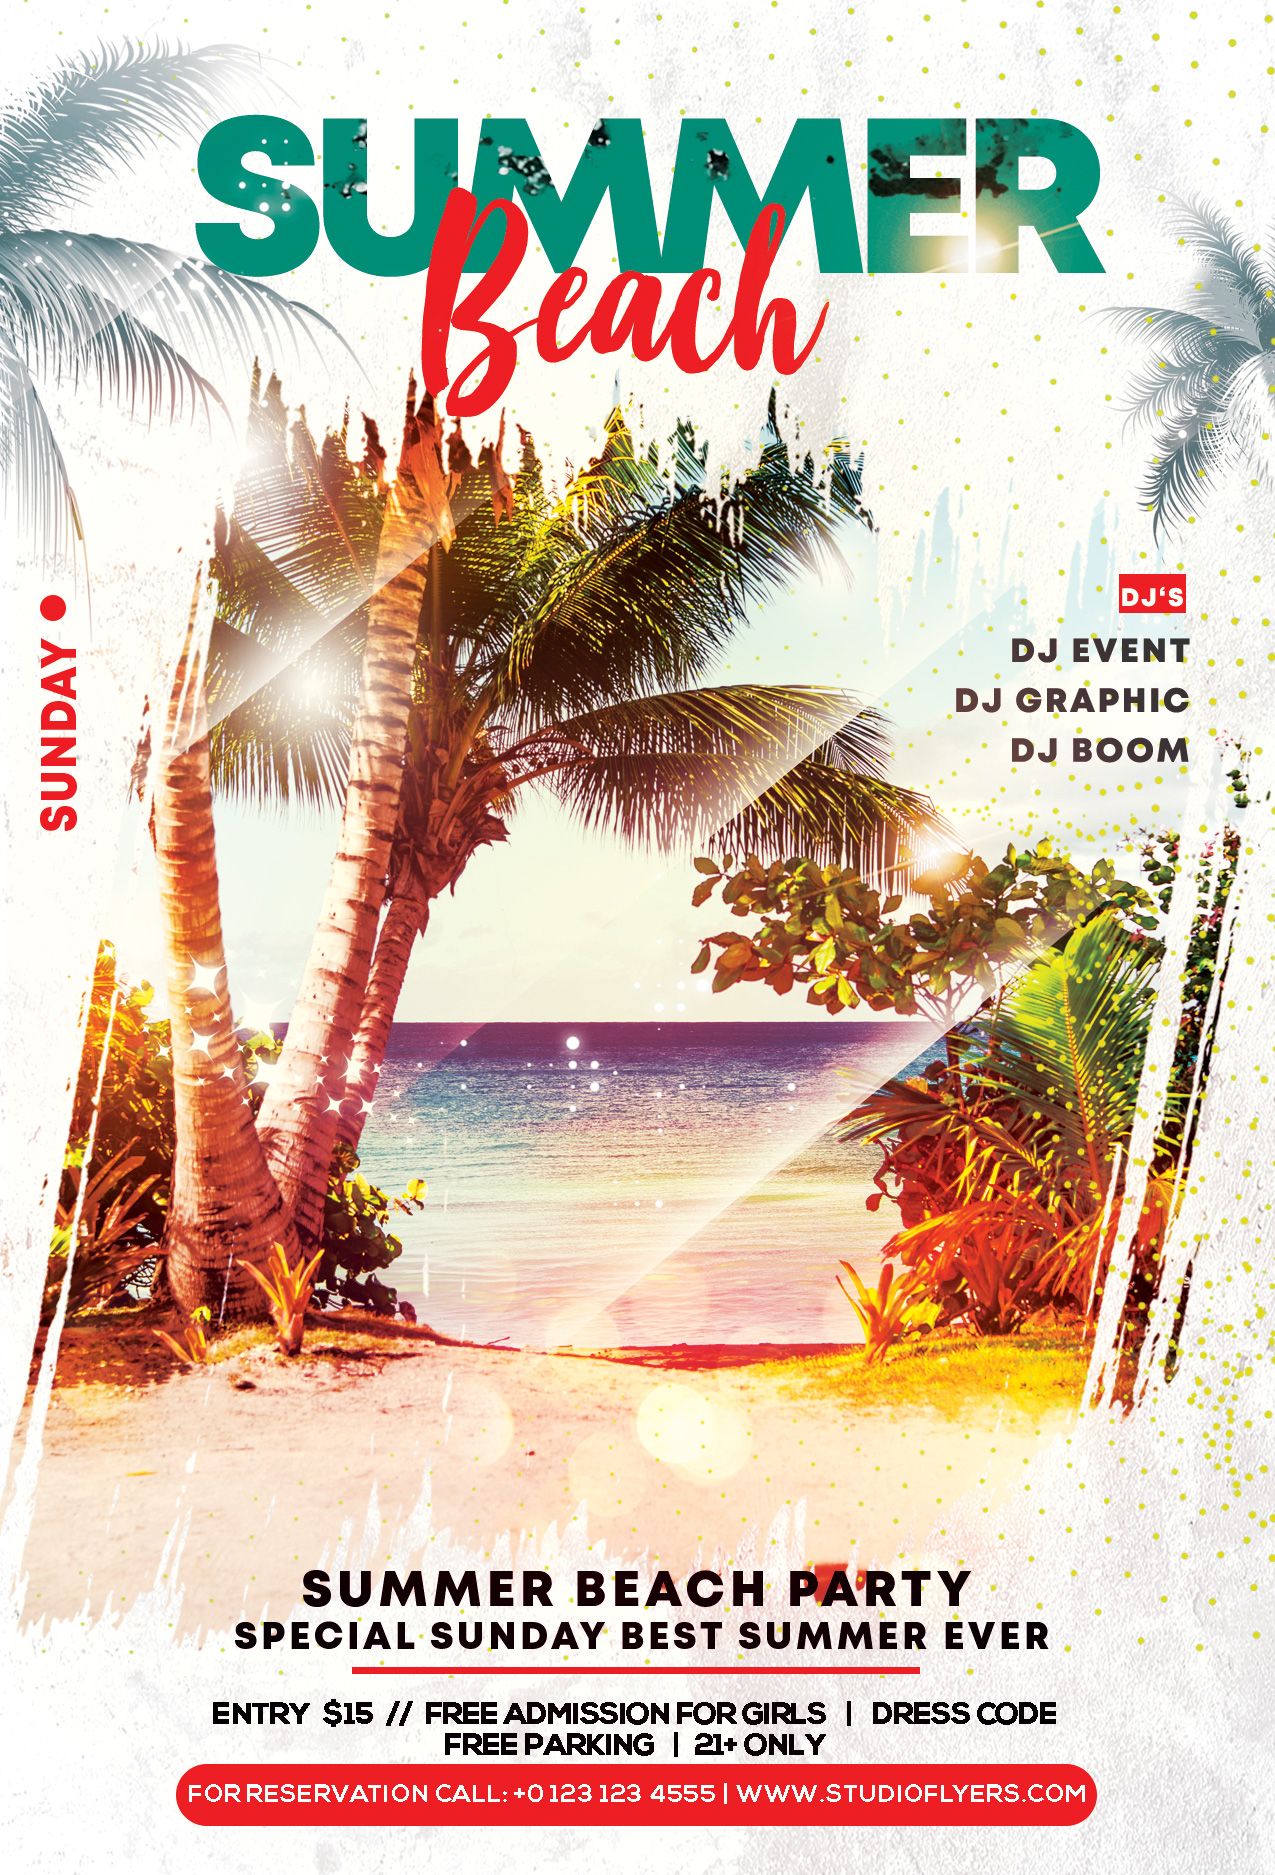 SUMMER
Beach
SUNDAY
DJ‘S
DJ EVENT
DJ GRAPHIC
DJ BOOM
SUMMER BEACH PARTY
SPECIAL SUNDAY BEST SUMMER EVER
ENTRY $15 // FREE ADMISSION FOR GIRLS | DRESS CODE
FREE PARKING | 21+ ONLY
FOR RESERVATION CALL: +0 123 123 4555 | WWW.STUDIOFLYERS.COM